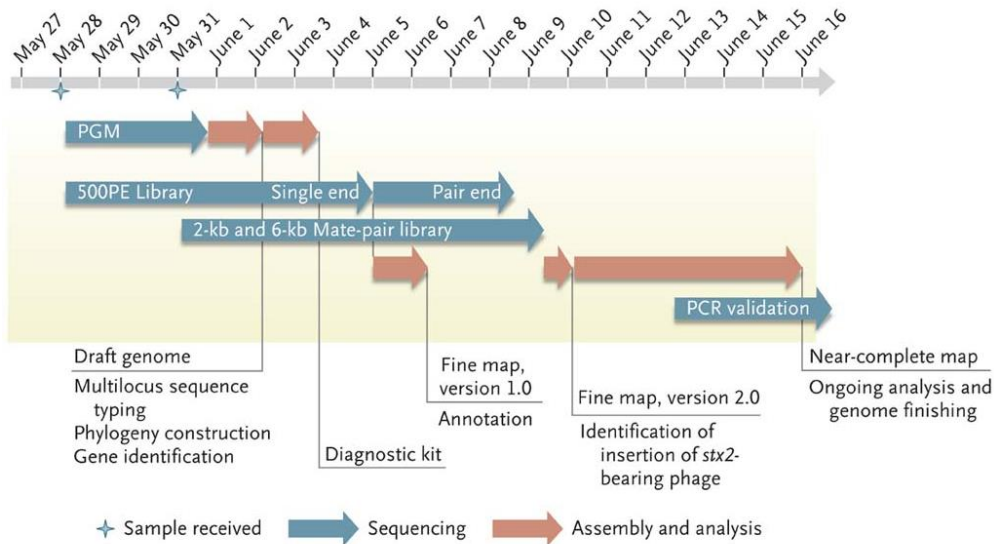 May 27
May 28
May 29
May 30
May 31
June 1
June 2
June 3
June 4
June 5
June 6
June 7
June 8
June 9
June 10
June 11
June 12
June 13
June 14
June 15
June 16
PGM
500PE Library
Single end
Pair end
2-kb and 6-kb Mate-pair library
PCR validation
Draft genome
Multilocus sequence
typing
Phylogeny construction
Gene identification
Diagnostic kit
Fine map,
version 1.0
Annotation
Fine map, version 2.0
Identification of
insertion of stx2-
bearing phage
Near-complete map
Ongoing analysis and
genome finishing
Sample received
Sequencing
Assembly and analysis